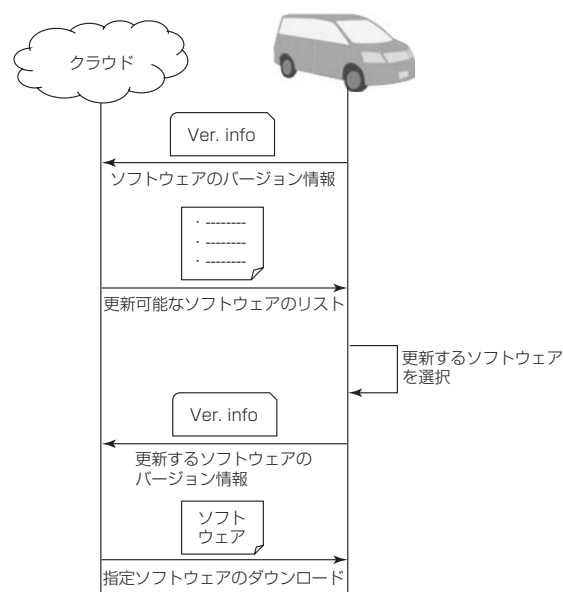 クラウド
Ver. info
ソフトウェアのバージョン情報
・--------
・--------
・--------
更新可能なソフトウェアのリスト
更新するソフトウェア
を選択
Ver. info
更新するソフトウェアの
バージョン情報
ソフト
ウェア
指定ソフトウェアのダウンロード